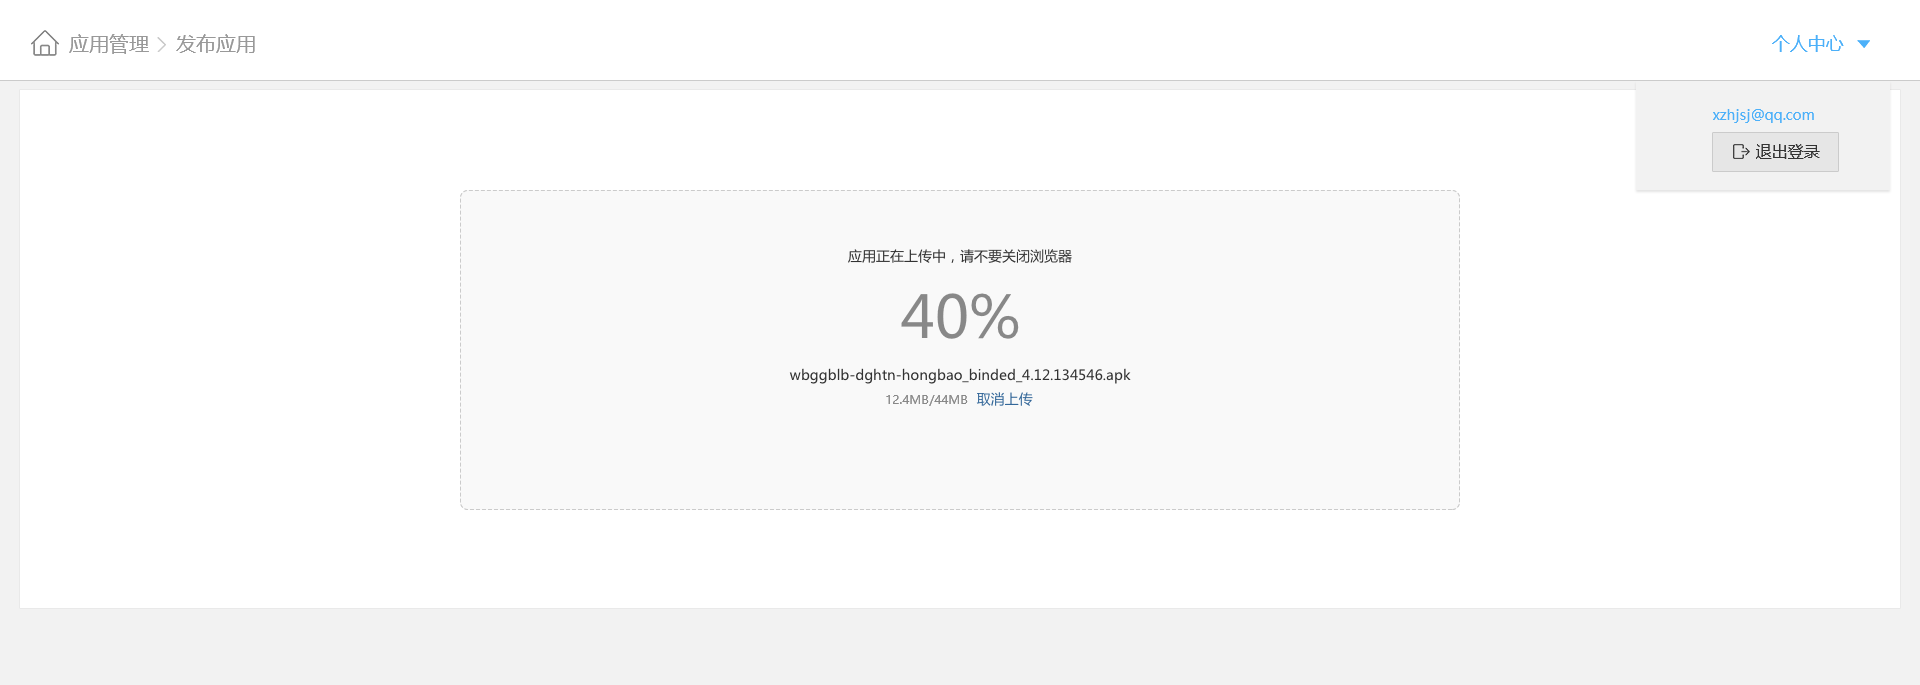 应用管理 > 发布应用
个人中心
xzhjsj@qq.com
退出登录
应用正在上传中，请不要关闭浏览器
40%
wbggblb-dghtn-hongbao_binded_4.12.134546.apk
12.4MB/44MB 取消上传